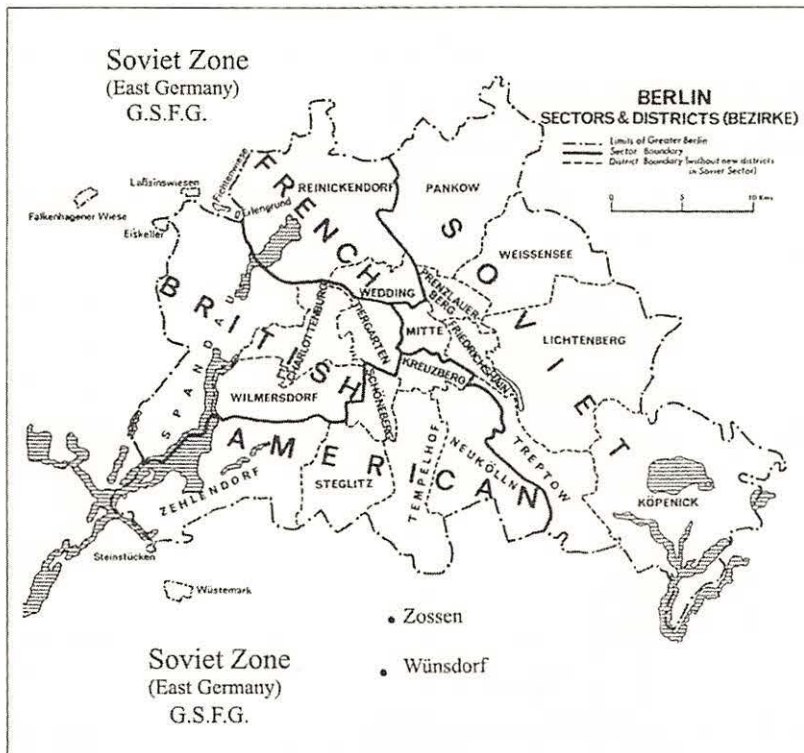 Soviet Zone
(East Germany)
G.S.F.G.
BERLIN
SECTORS & DISTRICTS (BEZIRKE)
Limits of Greater Berlin
Sector Boundary
District Boundary (without new districts
in Soviet Sector)
0 5 10 Kms
FRENCH
REINICKENDORF
PANKOW
Laßzinswiesen
Fichtenwiese
Erlengrund
Falkenhagener Wiese
Eiskeller
SOVIET
WEISSENSEE
BRITISH
WEDDING
PRENZLAUER
BERG
SPANDAU
CHARLOTTENBURG
TIERGARTEN
MITTE
FRIEDRICHSHAIN
LICHTENBERG
WILMERSDORF
SCHÖNEBERG
KREUZBERG
AMERICAN
ZEHLENDORF
STEGLITZ
TEMPELHOF
NEUKÖLLN
TREPTOW
KÖPENICK
Steinstücken
Wüstemark
Zossen
Soviet Zone
(East Germany)
G.S.F.G.
Wünsdorf